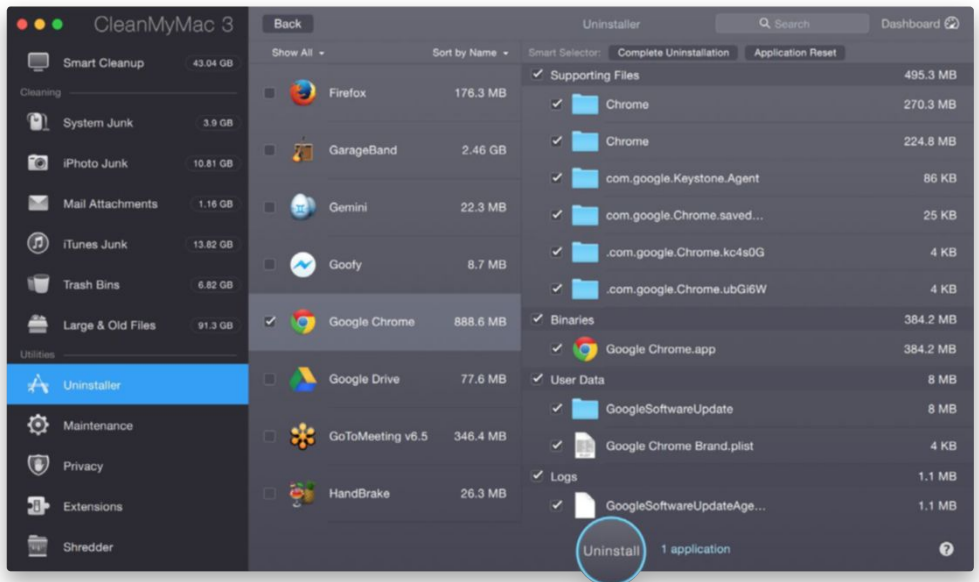 CleanMyMac 3
Smart Cleanup 43.04 GB
Cleaning
System Junk 3.9 GB
iPhoto Junk 10.81 GB
Mail Attachments 1.16 GB
iTunes Junk 13.82 GB
Trash Bins 6.82 GB
Large & Old Files 91.3 GB
Utilities
Uninstaller
Maintenance
Privacy
Extensions
Shredder
Back
Uninstaller
Search
Dashboard
Show All
Sort by Name
Firefox 176.3 MB
GarageBand 2.46 GB
Gemini 22.3 MB
Goofy 8.7 MB
Google Chrome 888.6 MB
Google Drive 77.6 MB
GoToMeeting v6.5 346.4 MB
HandBrake 26.3 MB
Smart Selector: Complete Uninstallation Application Reset
Supporting Files 495.3 MB
Chrome 270.3 MB
Chrome 224.8 MB
com.google.Keystone.Agent 86 KB
com.google.Chrome.saved... 25 KB
.com.google.Chrome.kc4s0G 4 KB
.com.google.Chrome.ubGi6W 4 KB
Binaries 384.2 MB
Google Chrome.app 384.2 MB
User Data 8 MB
GoogleSoftwareUpdate 8 MB
Google Chrome Brand.plist 4 KB
Logs 1.1 MB
GoogleSoftwareUpdateAge... 1.1 MB
Uninstall 1 application ?